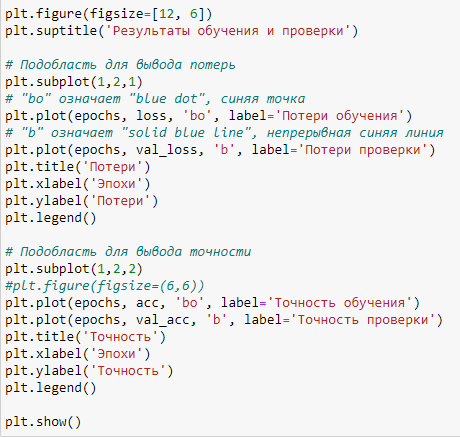 plt.figure(figsize=[12, 6])
plt.suptitle('Результаты обучения и проверки')
# Подобласть для вывода потерь
plt.subplot(1,2,1)
# "bo" означает "blue dot", синяя точка
plt.plot(epochs, loss, 'bo', label='Потери обучения')
# "b" означает "solid blue line", непрерывная синяя линия
plt.plot(epochs, val_loss, 'b', label='Потери проверки')
plt.title('Потери')
plt.xlabel('Эпохи')
plt.ylabel('Потери')
plt.legend()
# Подобласть для вывода точности
plt.subplot(1,2,2)
#plt.figure(figsize=(6,6))
plt.plot(epochs, acc, 'bo', label='Точность обучения')
plt.plot(epochs, val_acc, 'b', label='Точность проверки')
plt.title('Точность')
plt.xlabel('Эпохи')
plt.ylabel('Точность')
plt.legend()
plt.show()